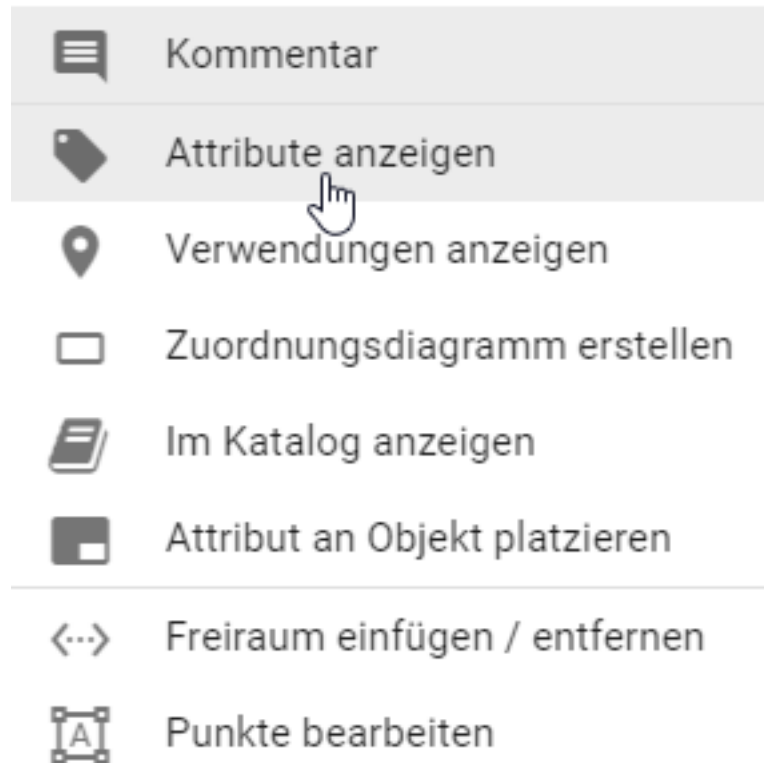 Kommentar
Attribute anzeigen
Verwendungen anzeigen
Zuordnungsdiagramm erstellen
Im Katalog anzeigen
Attribut an Objekt platzieren
Freiraum einfügen / entfernen
A Punkte bearbeiten